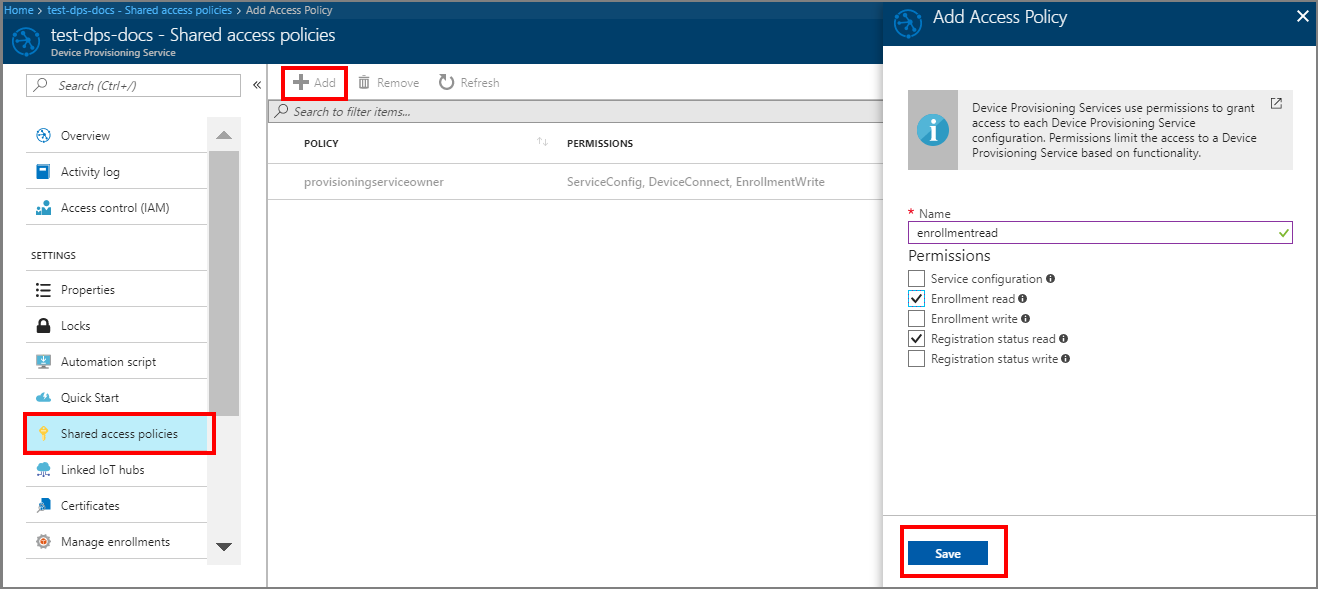 Home > test-dps-docs - Shared access policies > Add Access Policy
test-dps-docs - Shared access policies
Device Provisioning Service
Search (Ctrl+/)
«
Overview
Activity log
Access control (IAM)
SETTINGS
Properties
Locks
Automation script
Quick Start
Shared access policies
Linked IoT hubs
Certificates
Manage enrollments
Add
Remove
Refresh
Search to filter items...
POLICY
PERMISSIONS
provisioningserviceowner
ServiceConfig, DeviceConnect, EnrollmentWrite
Add Access Policy
Device Provisioning Services use permissions to grant
access to each Device Provisioning Service
configuration. Permissions limit the access to a Device
Provisioning Service based on functionality.
* Name
enrollmentread
Permissions
Service configuration
Enrollment read
Enrollment write
Registration status read
Registration status write
Save